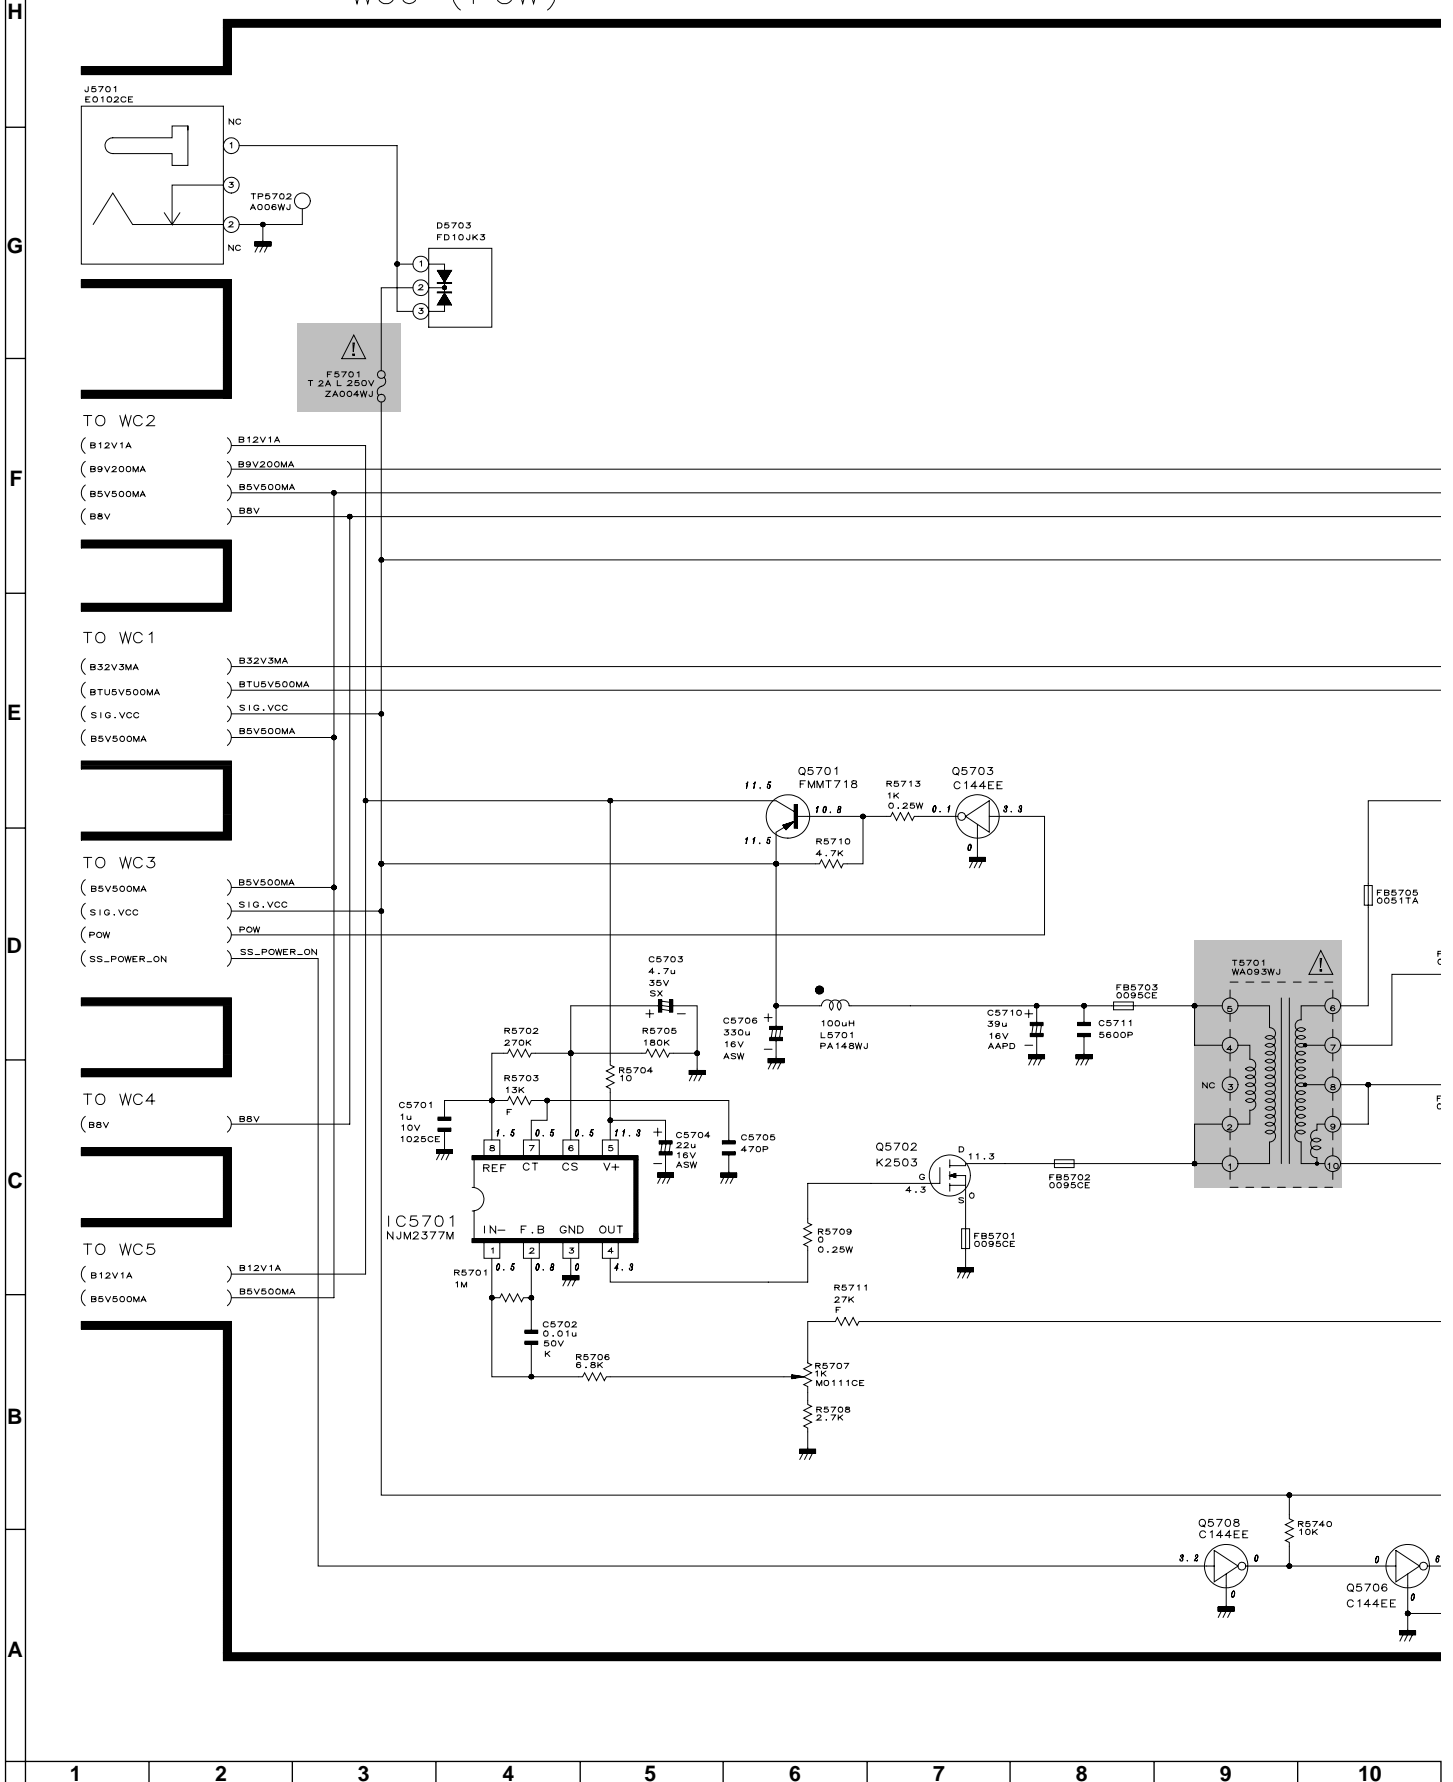 H
J5701
E0102CE
NC
1
3
TP5702
A006WJ
2
NC
G
D5703
FD10JK3
1
2
3
F5701
T 2A L 250V
ZA004WJ
TO WC2
B12V1A B12V1A
B9V200MA B9V200MA
F
B5V500MA B5V500MA
B8V B8V
TO WC1
B32V3MA B32V3MA
BTU5V500MA BTU5V500MA
E
SIG.VCC SIG.VCC
B5V500MA B5V500MA
Q5701
FMMT718
11.5
10.8
11.5
R5713
1K
0.25W
Q5703
C144EE
0.1
3.3
0
R5710
4.7K
TO WC3
B5V500MA B5V500MA
SIG.VCC SIG.VCC
POW POW
D
SS_POWER_ON SS_POWER_ON
FB5705
0051TA
T5701
WA093WJ
C5703
4.7u
35V
SX
+ -
FB5703
0095CE
C5706
330u
16V
ASW
+
-
100uH
L5701
PA148WJ
C5710
39u
16V
AAPD
+
-
C5711
5600P
5
4
NC 3
2
1
6
7
8
9
10
R5702
270K
R5705
180K
R5703
13K
F
R5704
10
TO WC4
B8V B8V
C5701
1u
10V
1025CE
1.5 0.5 0.5 11.3
8 7 6 5
REF CT CS V+
C5704
22u
16V
ASW
+
-
C5705
470P
C
Q5702
K2503
D
11.3
G
4.3
S
0
FB5702
0095CE
IC5701
NJM2377M
IN- F.B GND OUT
1 2 3 4
0.5 0.8 0 4.3
R5709
0
0.25W
FB5701
0095CE
TO WC5
B12V1A B12V1A
B5V500MA B5V500MA
R5701
1M
R5711
27K
F
C5702
0.01u
50V
K
R5706
6.8K
R5707
1K
M0111CE
R5708
2.7K
B
Q5708
C144EE
3.2
0
0
R5740
10K
0
6
Q5706
C144EE
0
A
1 2 3 4 5 6 7 8 9 10